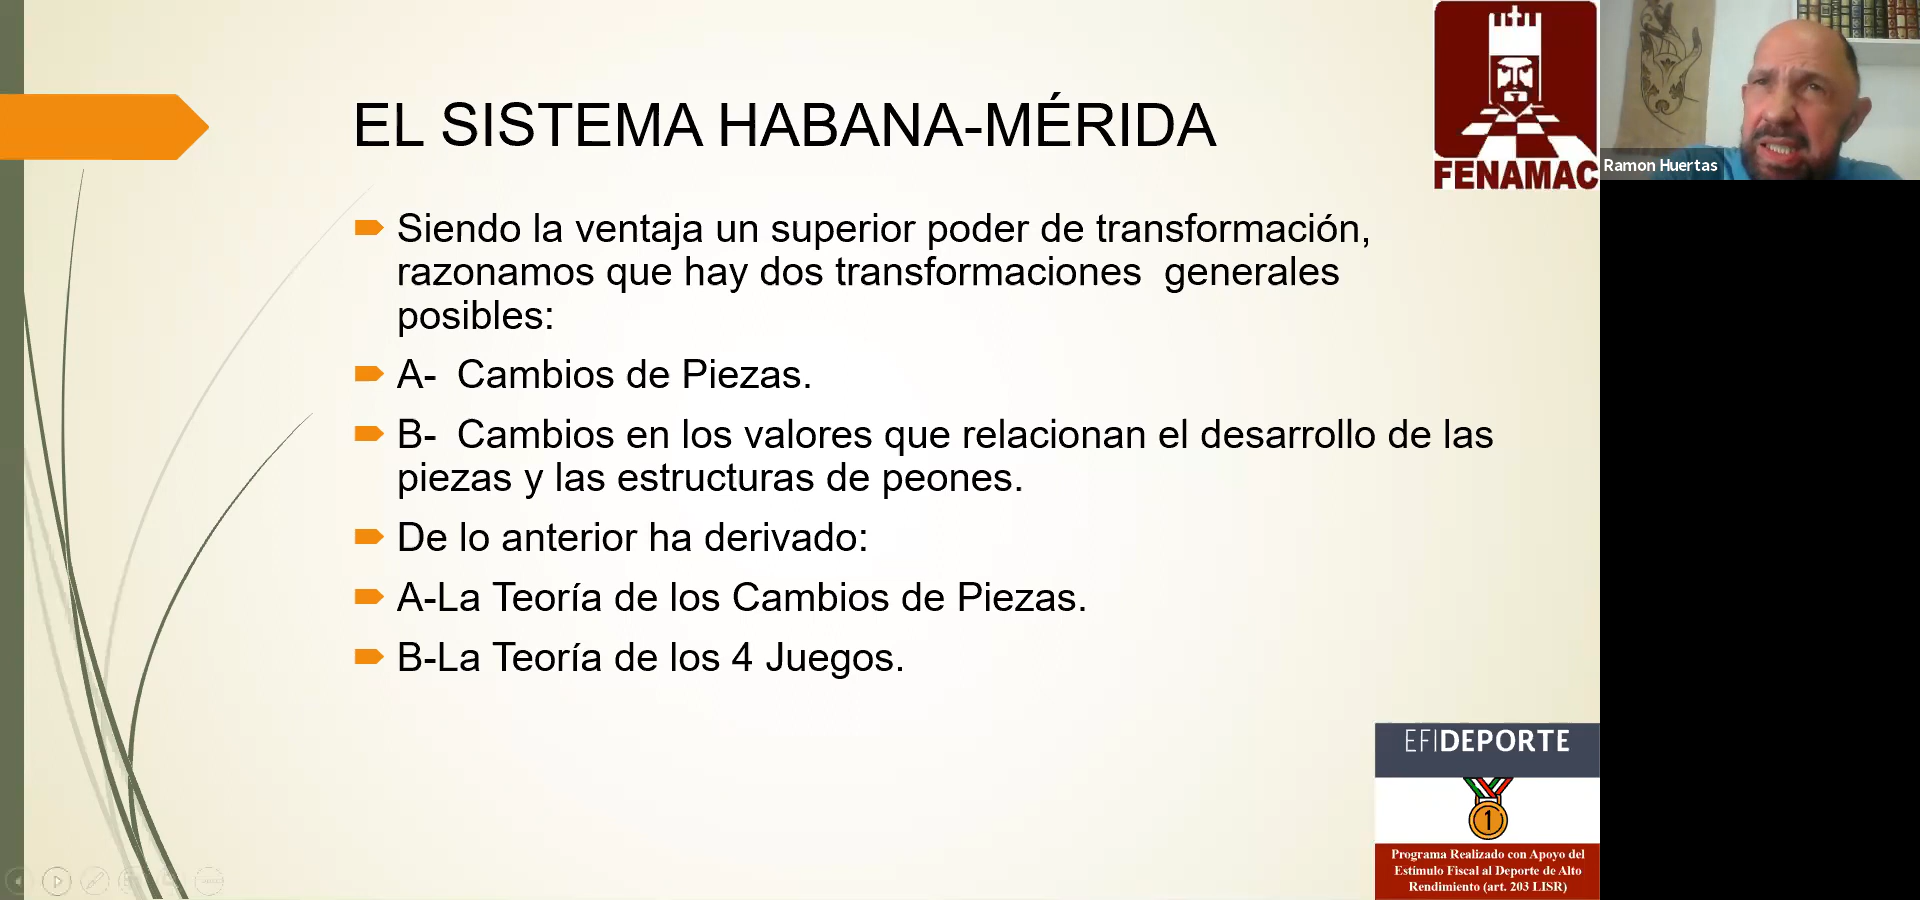 EL SISTEMA HABANA-MÉRIDA
FENAMAC
Ramon Huertas
Siendo la ventaja un superior poder de transformación,
razonamos que hay dos transformaciones generales
posibles:
A- Cambios de Piezas.
B- Cambios en los valores que relacionan el desarrollo de las
piezas y las estructuras de peones.
De lo anterior ha derivado:
A-La Teoría de los Cambios de Piezas.
B-La Teoría de los 4 Juegos.
EFIDEPORTE
1
Programa Realizado con Apoyo del
Estímulo Fiscal al Deporte de Alto
Rendimiento (art. 203 LISR)